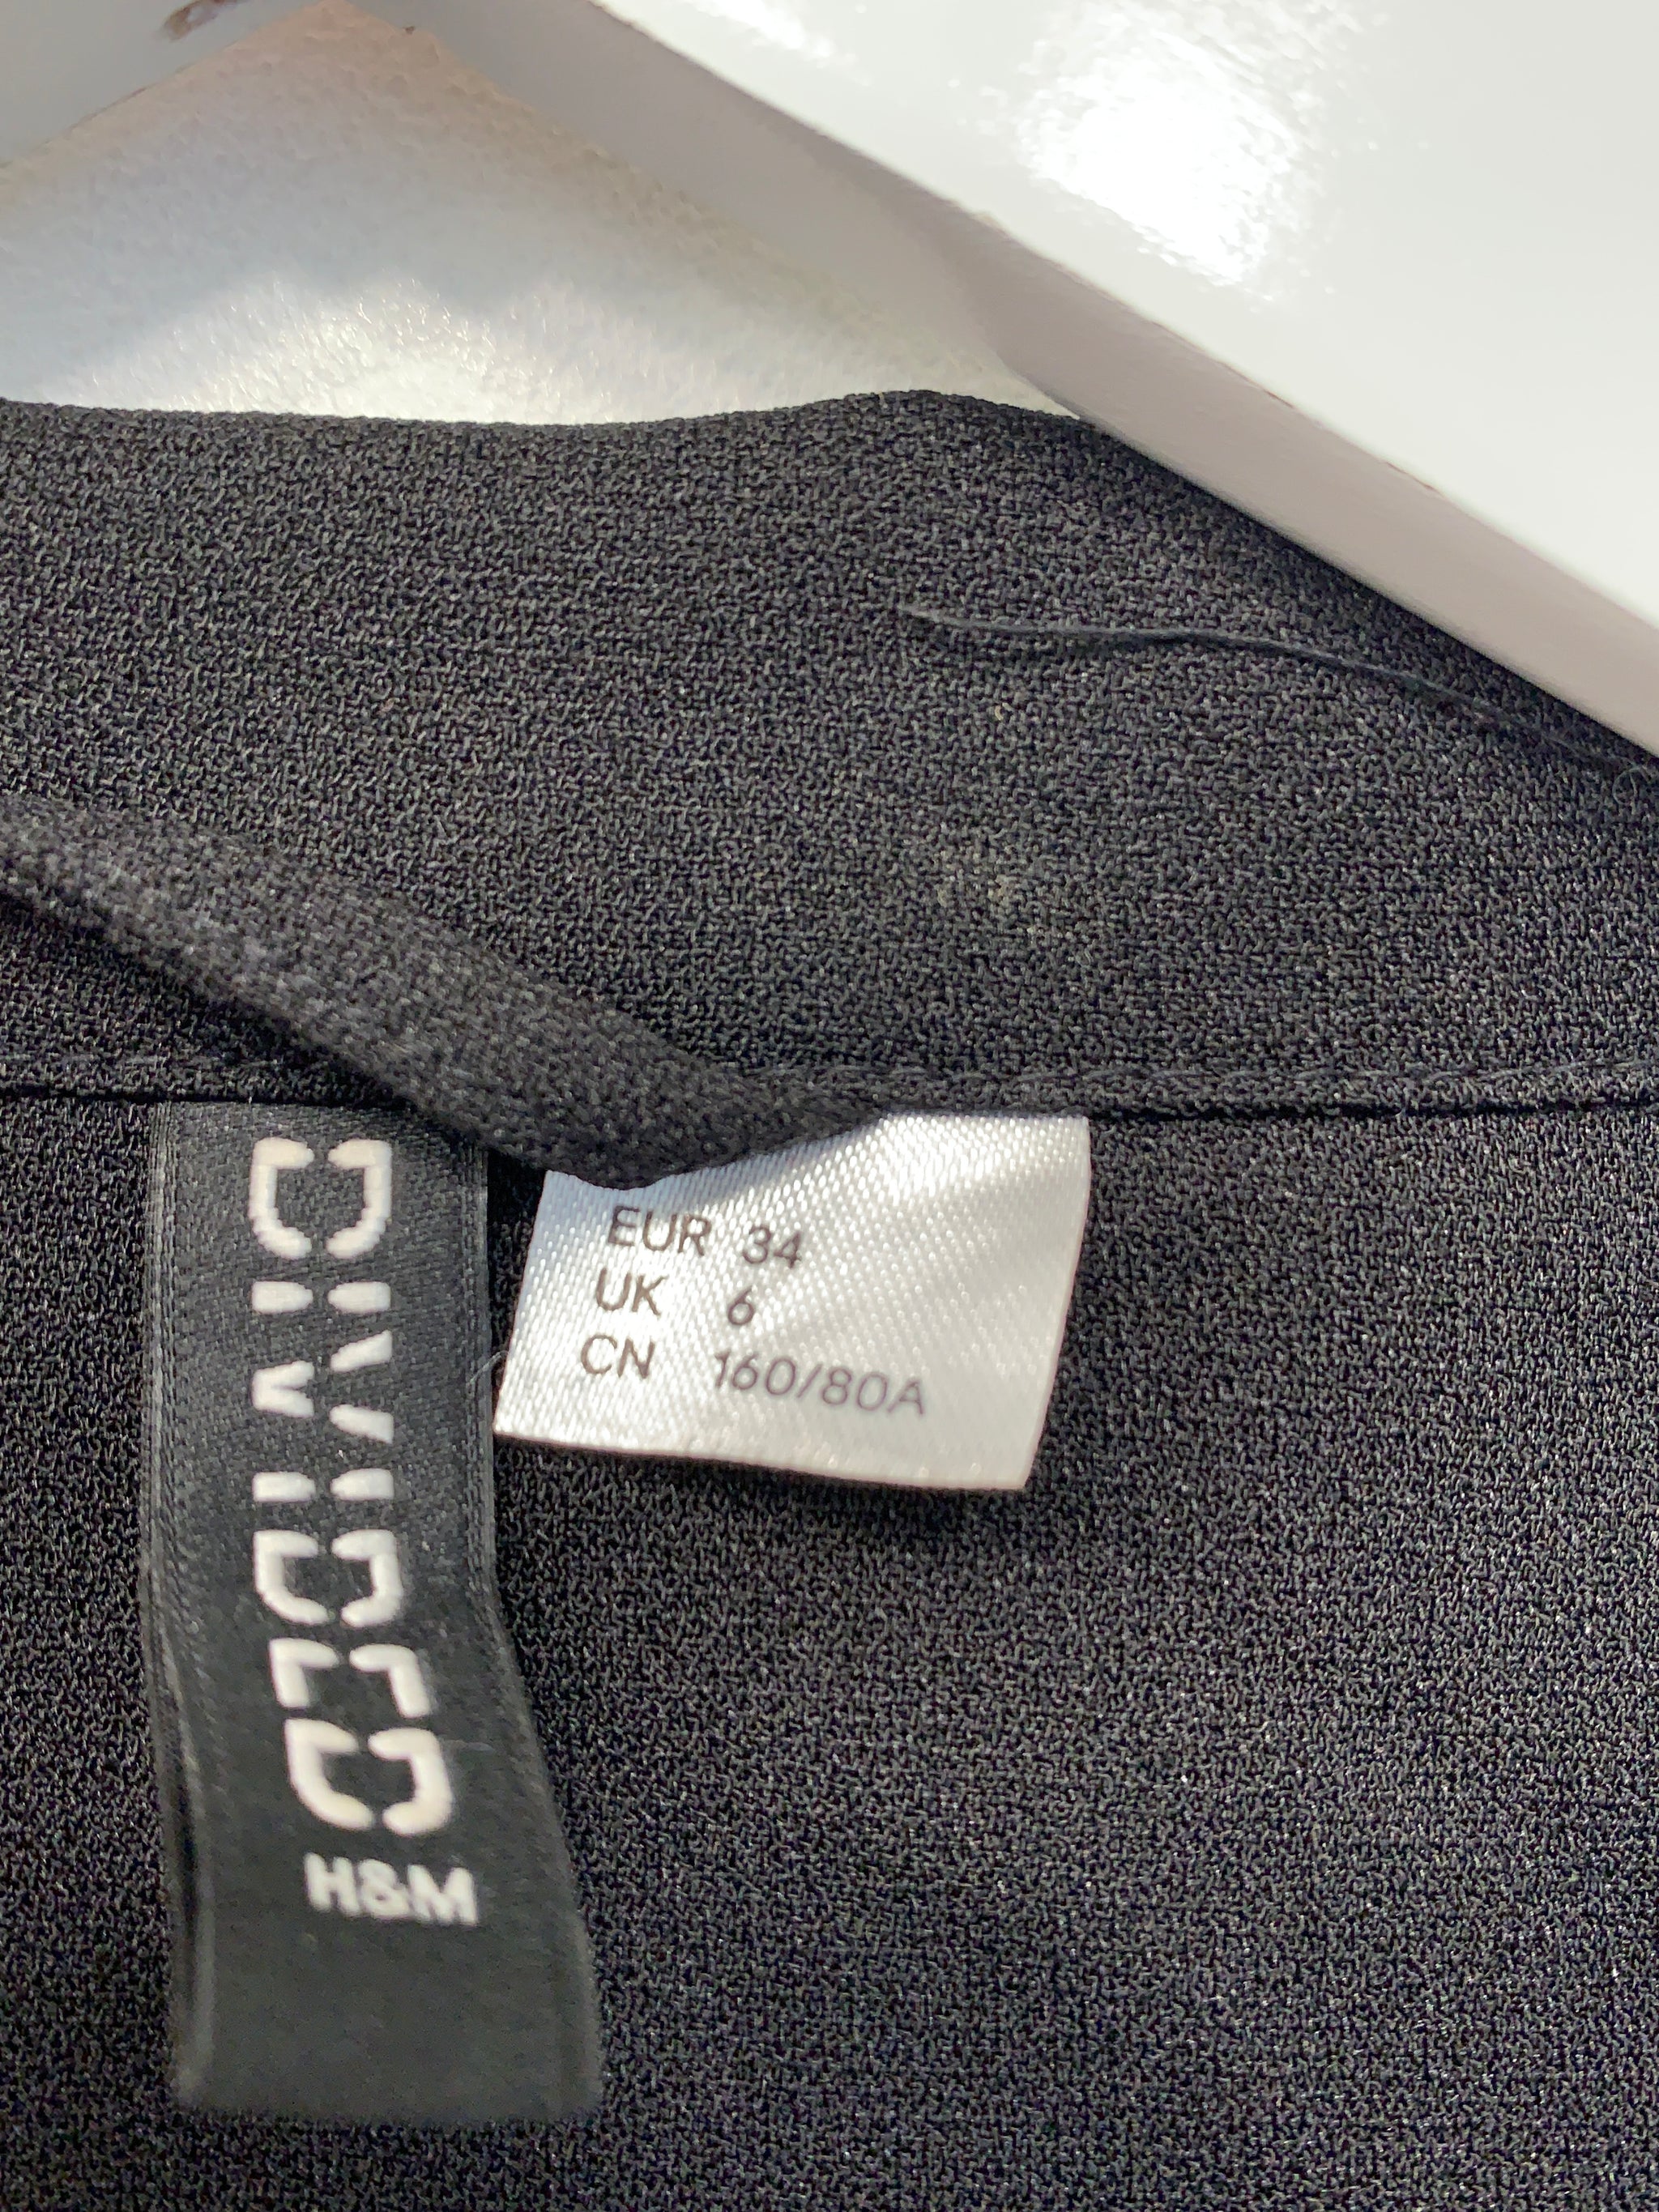 DIVIDED
H&M
EUR 34
UK 6
CN 160/80A